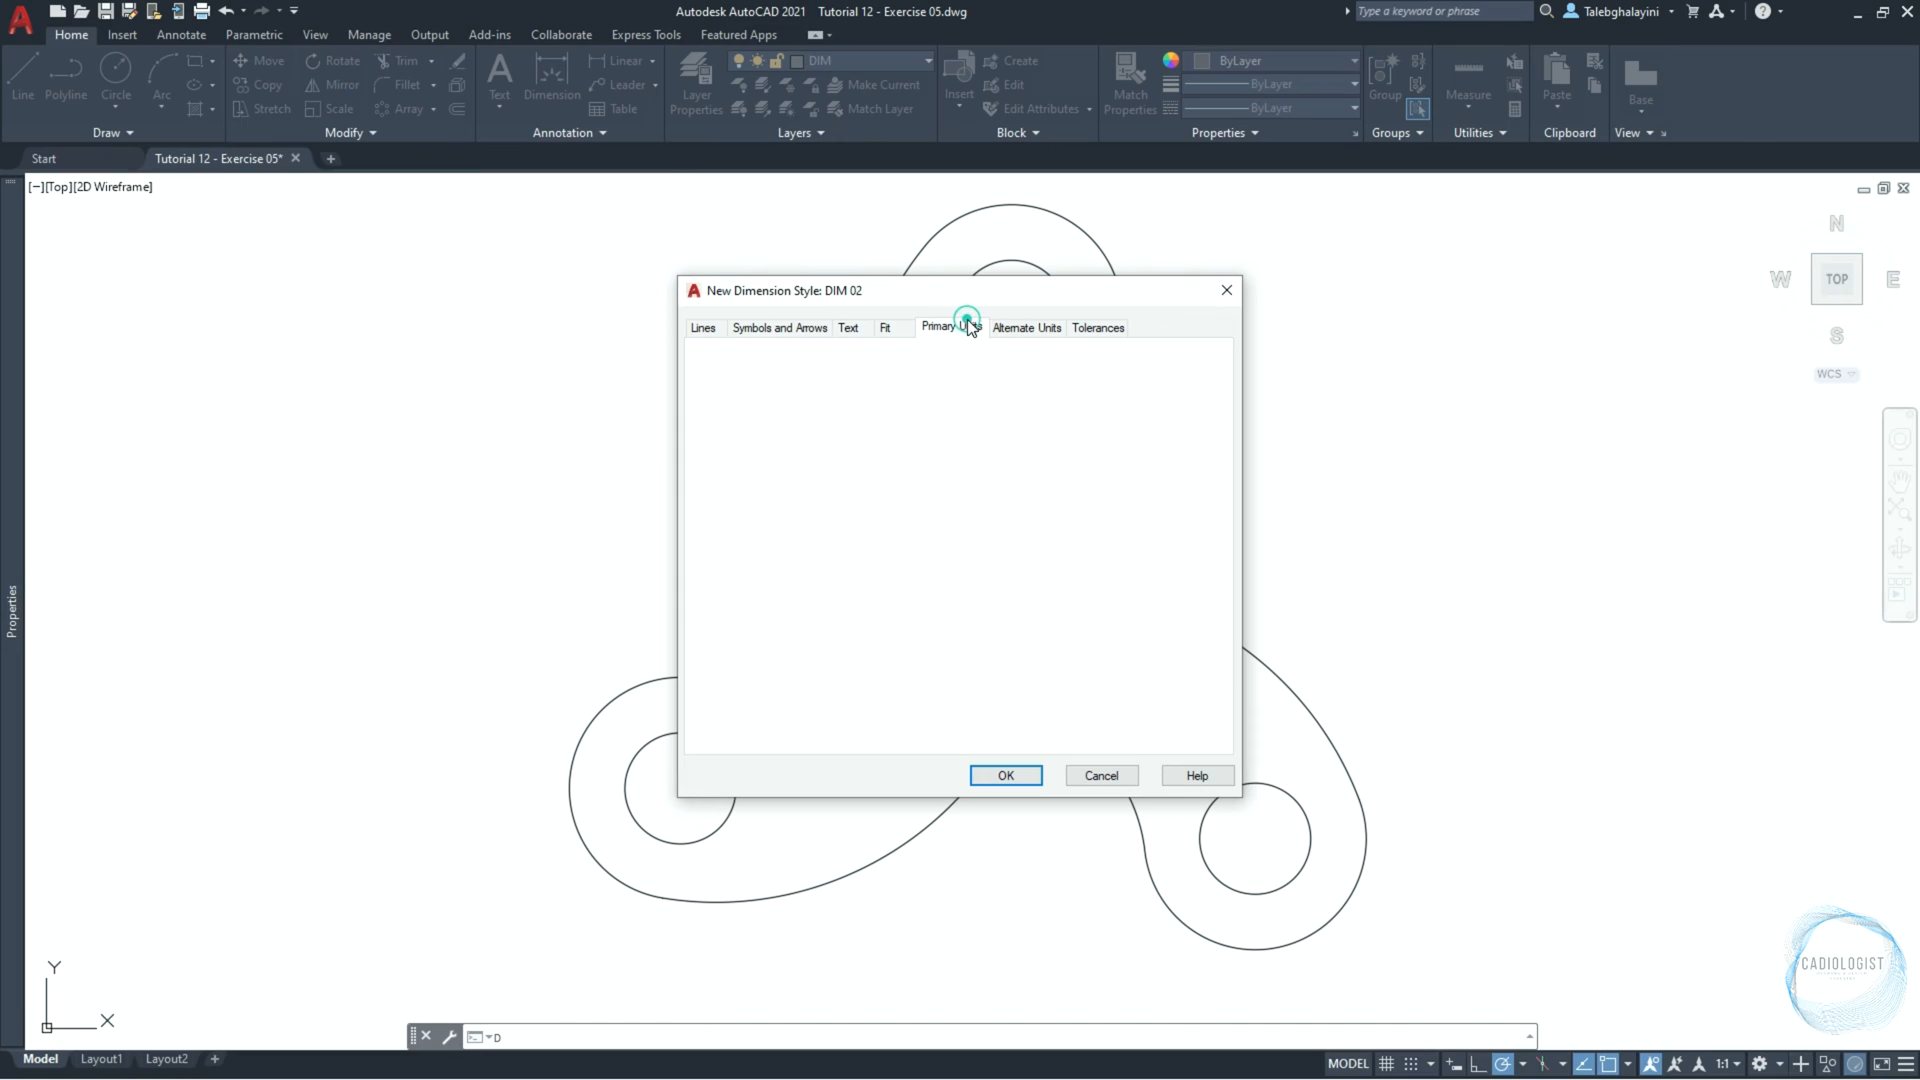 Autodesk AutoCAD 2021 Tutorial 12 - Exercise 05.dwg
Type a keyword or phrase
Talebghalayini
Home Insert Annotate Parametric View Manage Output Add-ins Collaborate Express Tools Featured Apps
Line Polyline Circle Arc
Move Rotate Trim
Copy Mirror Fillet
Stretch Scale Array
Text Dimension
Linear
Leader
Table
Layer Properties
DIM
Make Current
Match Layer
Insert
Create
Edit
Edit Attributes
Match Properties
ByLayer
ByLayer
ByLayer
Group
Measure
Paste
Base
Draw Modify Annotation Layers Block Properties Groups Utilities Clipboard View
Start Tutorial 12 - Exercise 05*
[−][Top][2D Wireframe]
N
W TOP E
S
WCS
New Dimension Style: DIM 02
Lines Symbols and Arrows Text Fit Primary Units Alternate Units Tolerances
OK Cancel Help
Properties
CADIOLOGIST
Y
X
D
Model Layout1 Layout2
MODEL 1:1